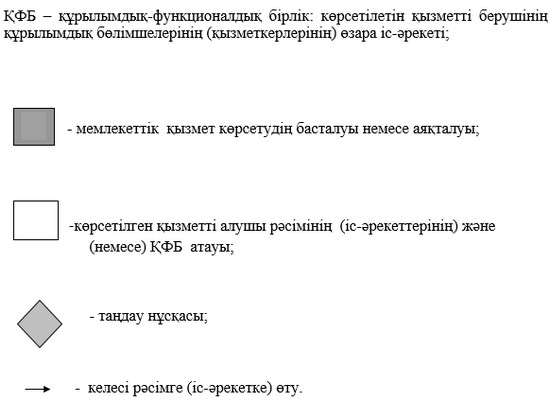 ҚФБ – құрылымдық-функционалдық бірлік: көрсетілетін қызметті берушінің
құрылымдық бөлімшелерінің (қызметкерлерінің) өзара іс-әрекеті;
- мемлекеттік қызмет көрсетудің басталуы немесе аяқталуы;
-көрсетілген қызметті алушы рәсімінің (іс-әрекеттерінің) және
(немесе) ҚФБ атауы;
- таңдау нұсқасы;
- келесі рәсімге (іс-әрекетке) өту.